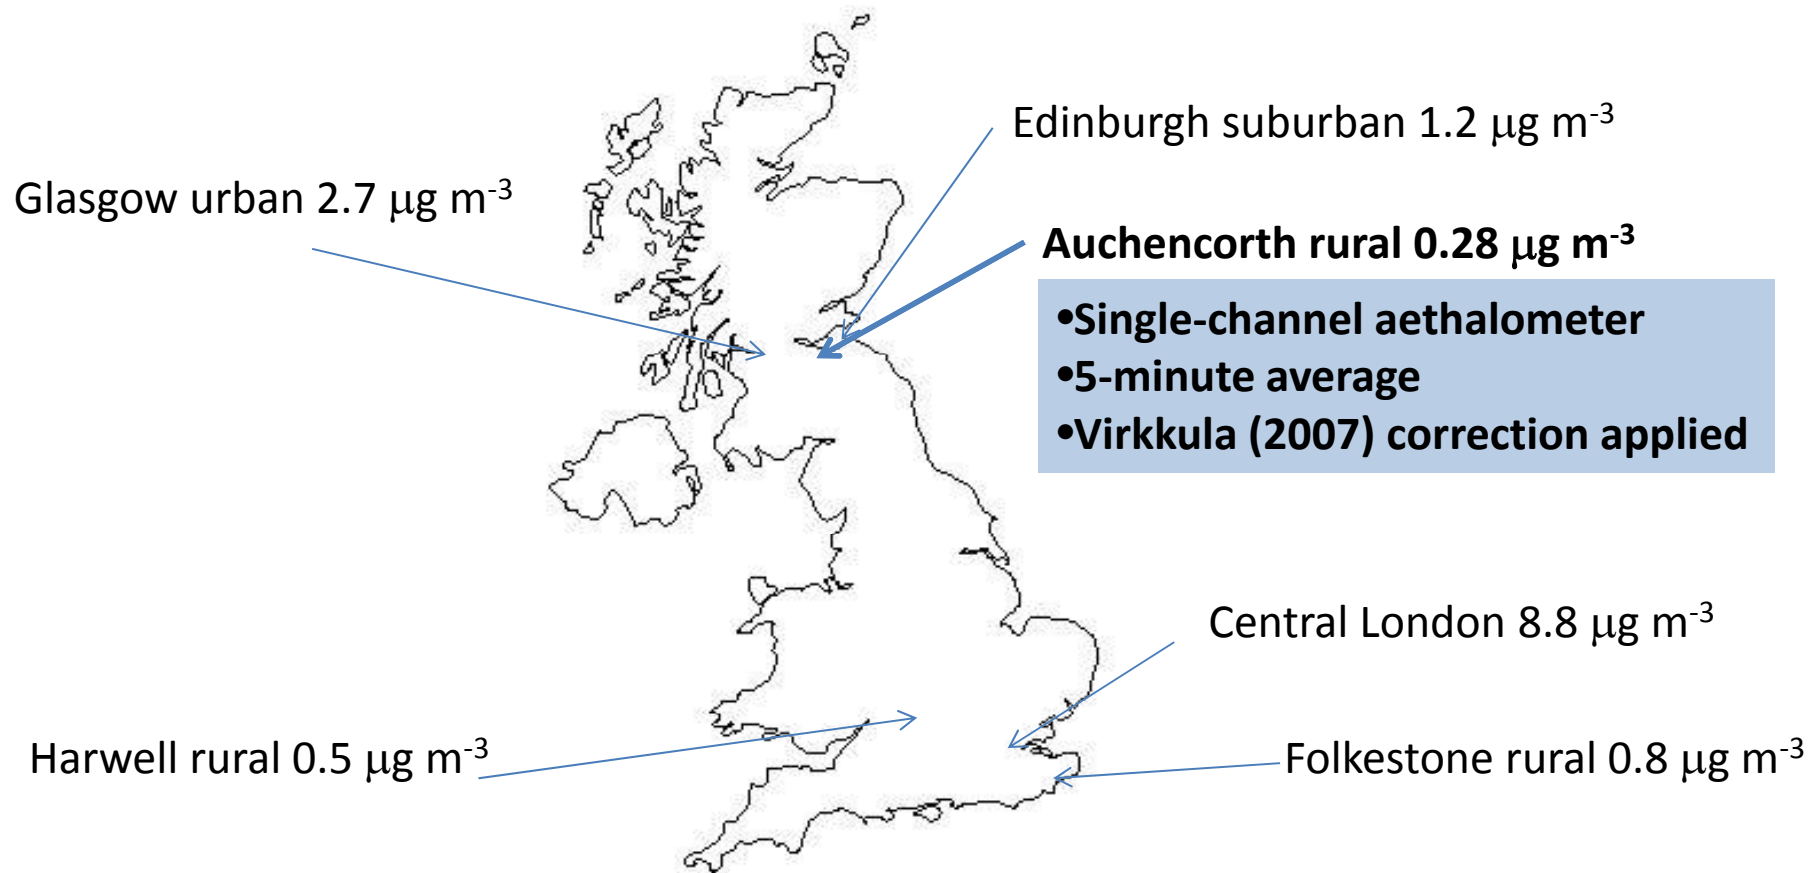 Edinburgh suburban 1.2 μg m-3
Glasgow urban 2.7 μg m-3
Auchencorth rural 0.28 μg m-3
•Single-channel aethalometer
•5-minute average
•Virkkula (2007) correction applied
Central London 8.8 μg m-3
Harwell rural 0.5 μg m-3
Folkestone rural 0.8 μg m-3